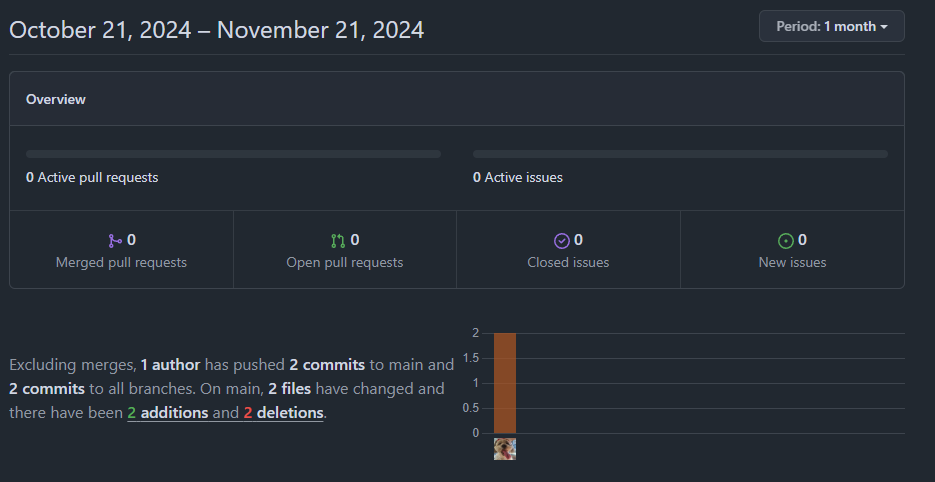 October 21, 2024 – November 21, 2024
Period: 1 month
Overview
0 Active pull requests
0 Active issues
0
Merged pull requests
0
Open pull requests
0
Closed issues
0
New issues
Excluding merges, 1 author has pushed 2 commits to main and
2 commits to all branches. On main, 2 files have changed and
there have been 2 additions and 2 deletions.
2
1.5
1
0.5
0